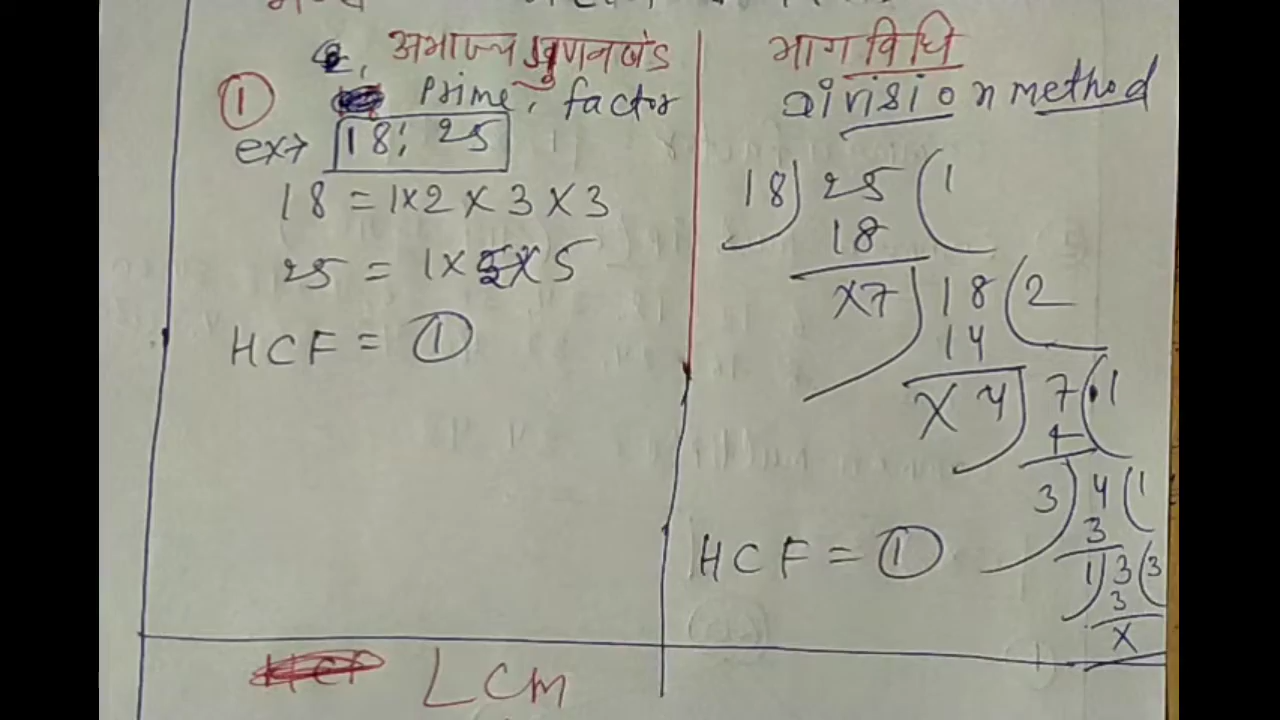 2, अभाज्य गुणनखंड
① Prime, factor
ex→ 18, 25
18 = 1×2 × 3 × 3
25 = 1 × 5 × 5
HCF = ①
भाग विधि
Division method
18) 25 ( 1
18
×7) 18 ( 2
14
× 4) 7 ( 1
4
3) 4 ( 1
3
1) 3 ( 3
3
×
HCF = ①
LCM